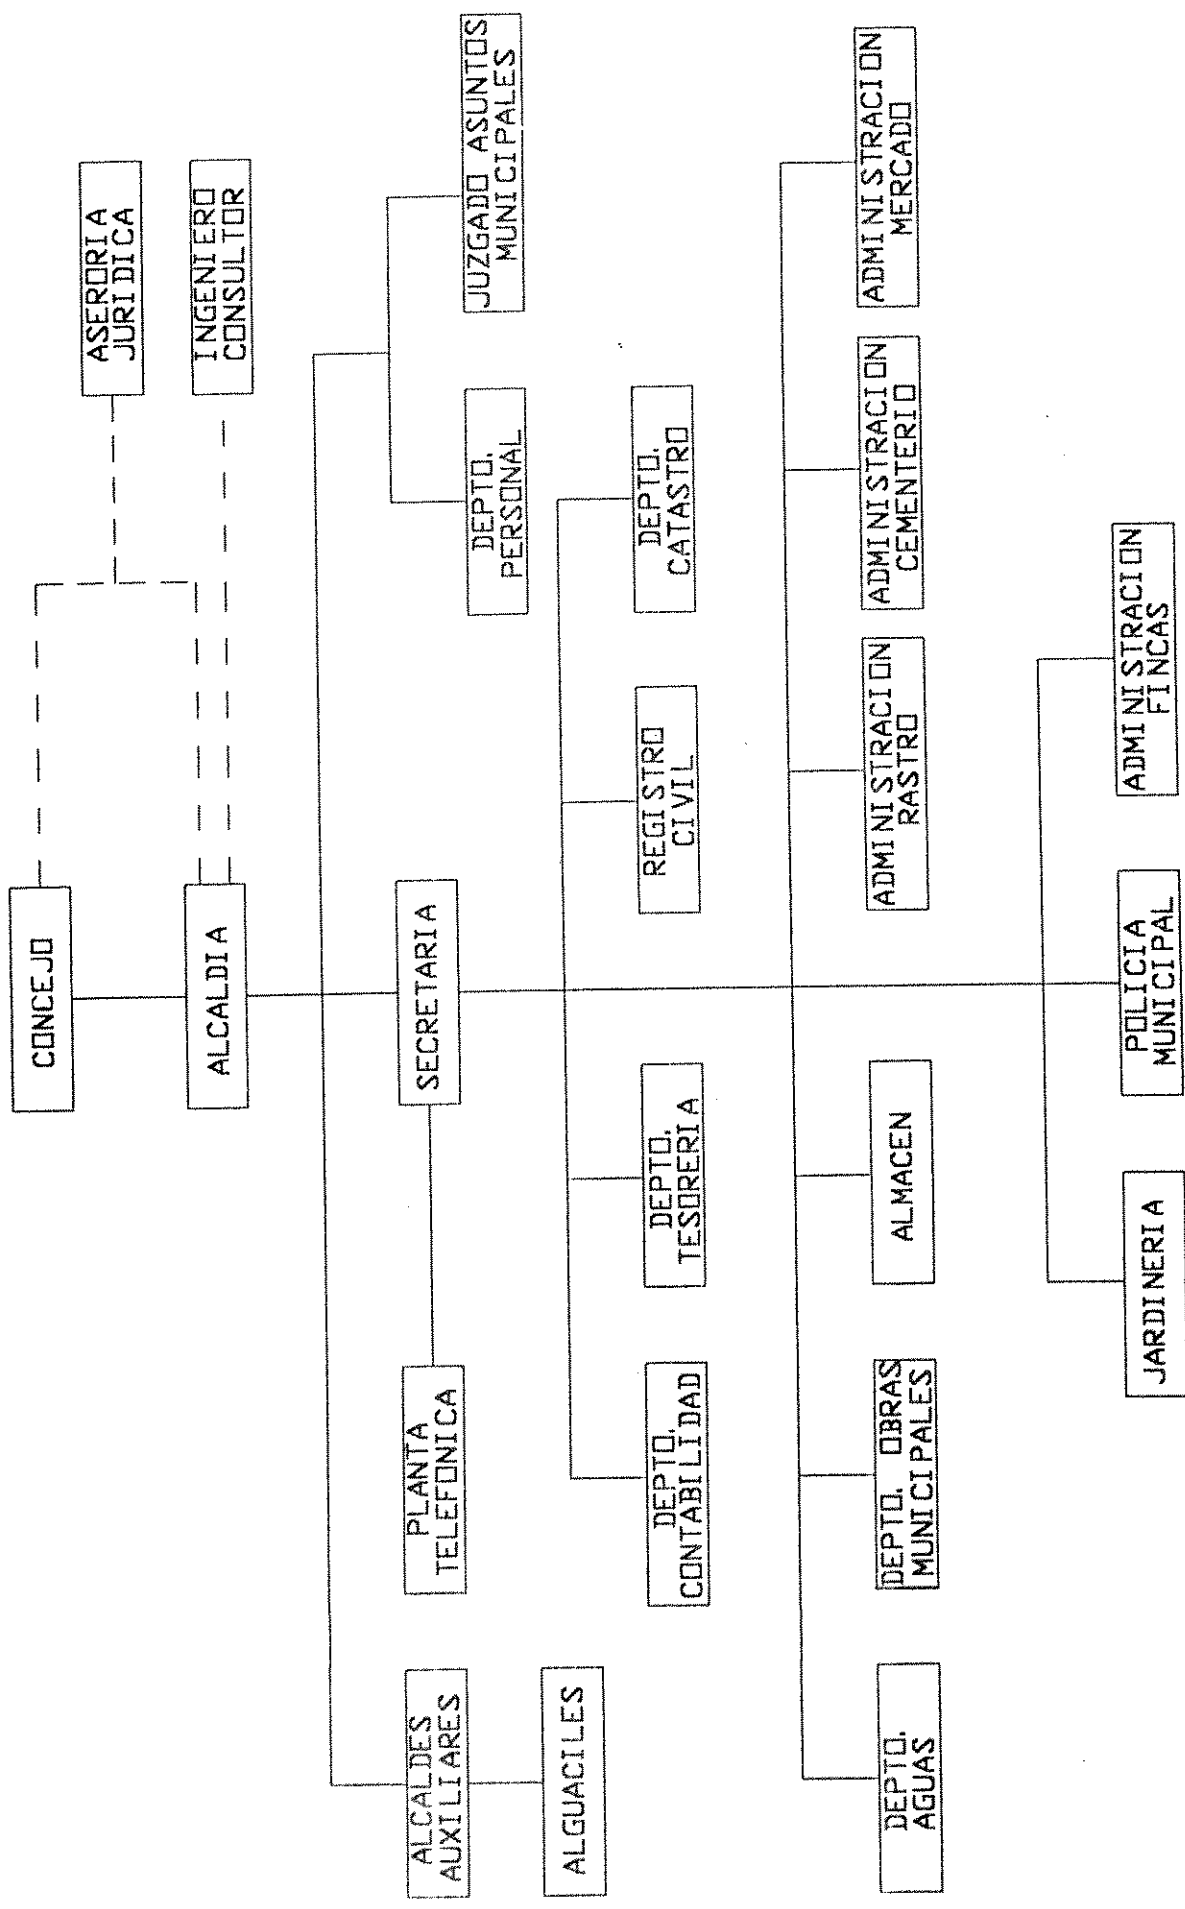 CONCEJO
ASERORIA
JURIDICA
ALCALDIA
INGENIERO
CONSULTOR
ALCALDES
AUXILIARES
PLANTA
TELEFONICA
SECRETARIA
DEPTO.
PERSONAL
JUZGADO ASUNTOS
MUNICIPALES
ALGUACILES
DEPTO.
CONTABILIDAD
DEPTO.
TESORERIA
REGISTRO
CIVIL
DEPTO.
CATASTRO
DEPTO.
AGUAS
DEPTO. OBRAS
MUNICIPALES
ALMACEN
ADMINISTRACION
RASTRO
ADMINISTRACION
CEMENTERIO
ADMINISTRACION
MERCADO
JARDINERIA
POLICIA
MUNICIPAL
ADMINISTRACION
FINCAS